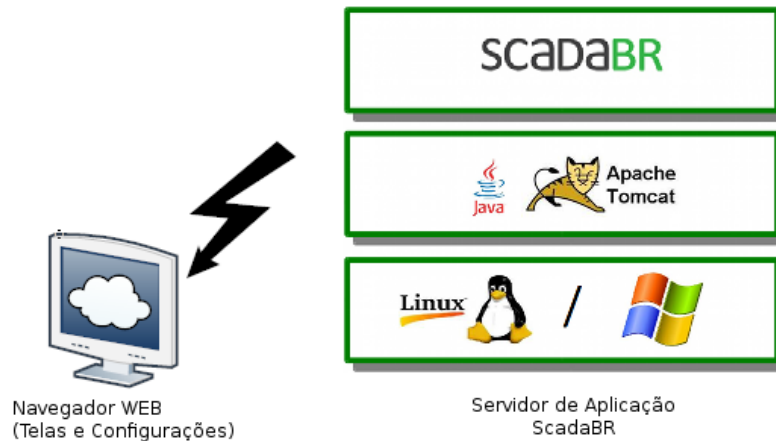 scadaBR
Java
Apache
Tomcat
Linux
/
Navegador WEB
(Telas e Configurações)
Servidor de Aplicação
ScadaBR